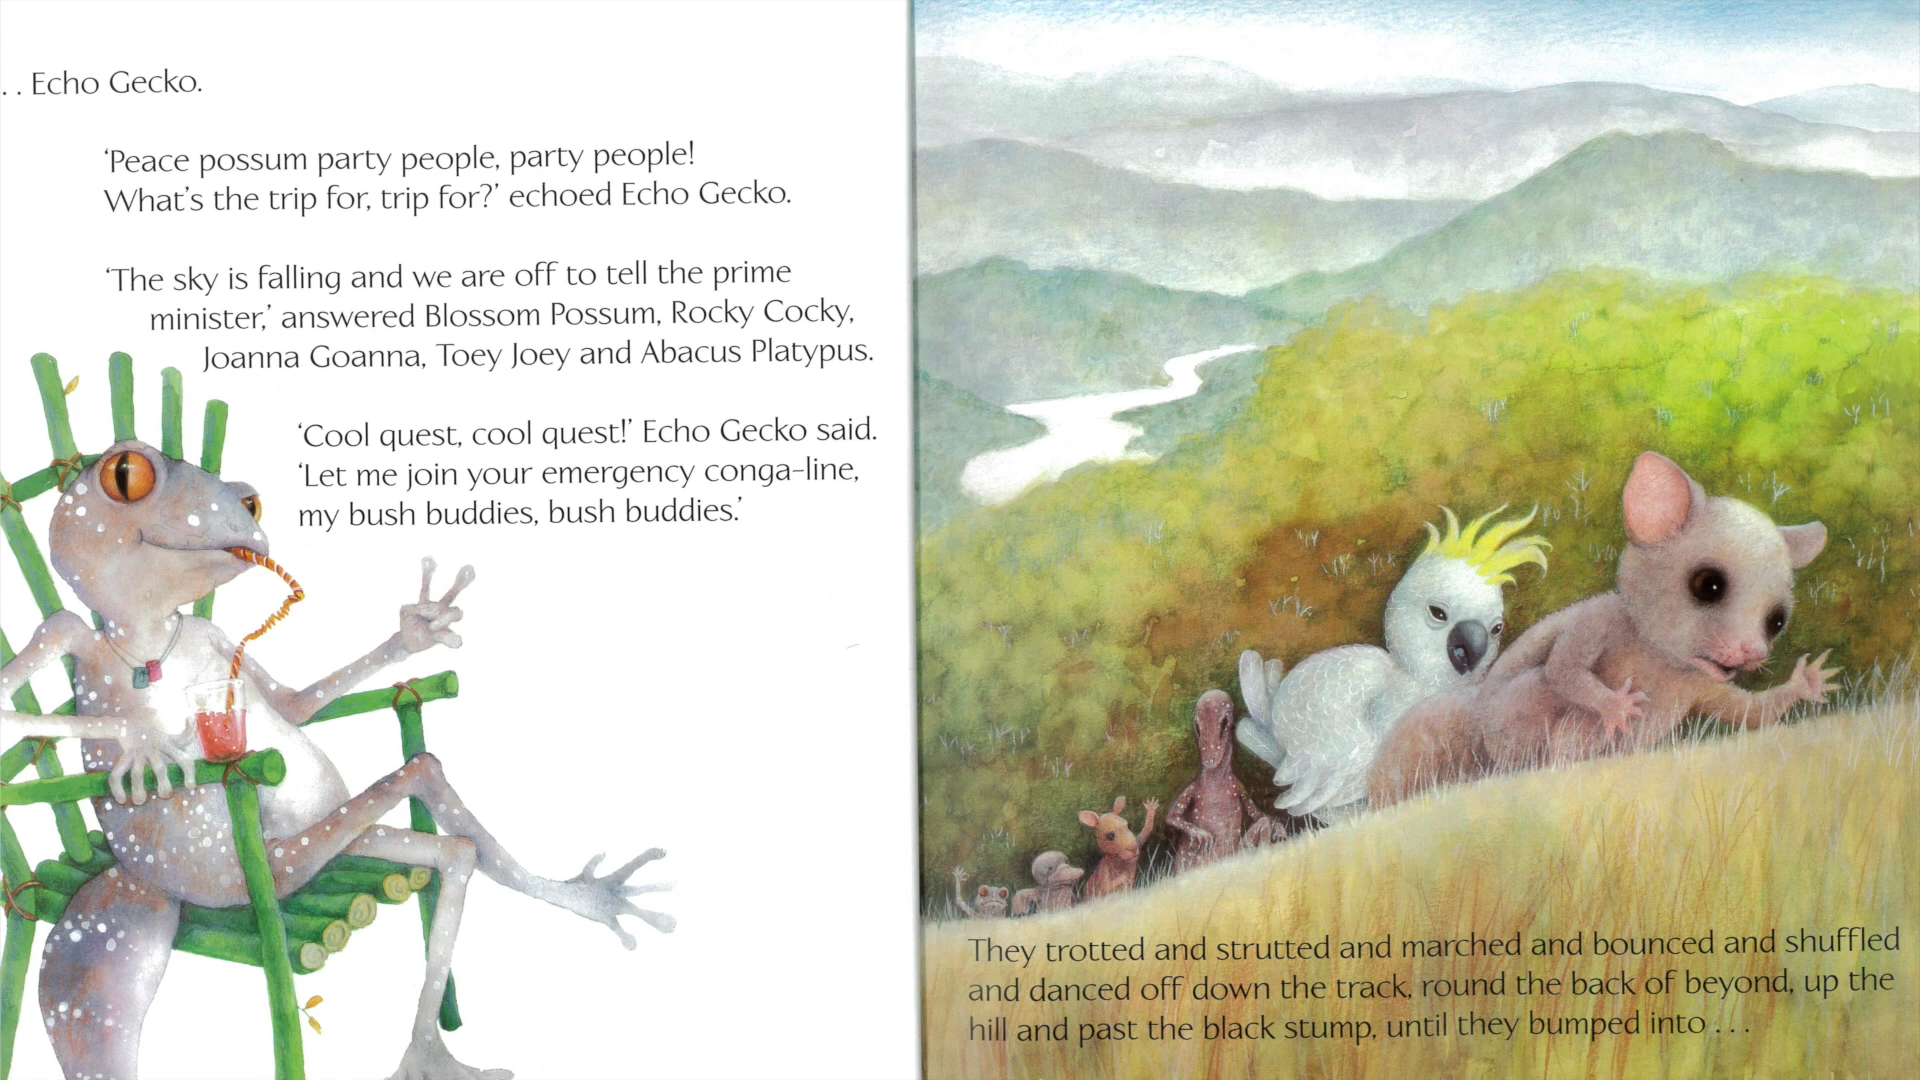 . . Echo Gecko.
‘Peace possum party people, party people!
What’s the trip for, trip for?’ echoed Echo Gecko.
‘The sky is falling and we are off to tell the prime
minister,’ answered Blossom Possum, Rocky Cocky,
Joanna Goanna, Toey Joey and Abacus Platypus.
‘Cool quest, cool quest!’ Echo Gecko said.
‘Let me join your emergency conga-line,
my bush buddies, bush buddies.’
They trotted and strutted and marched and bounced and shuffled
and danced off down the track, round the back of beyond, up the
hill and past the black stump, until they bumped into . . .